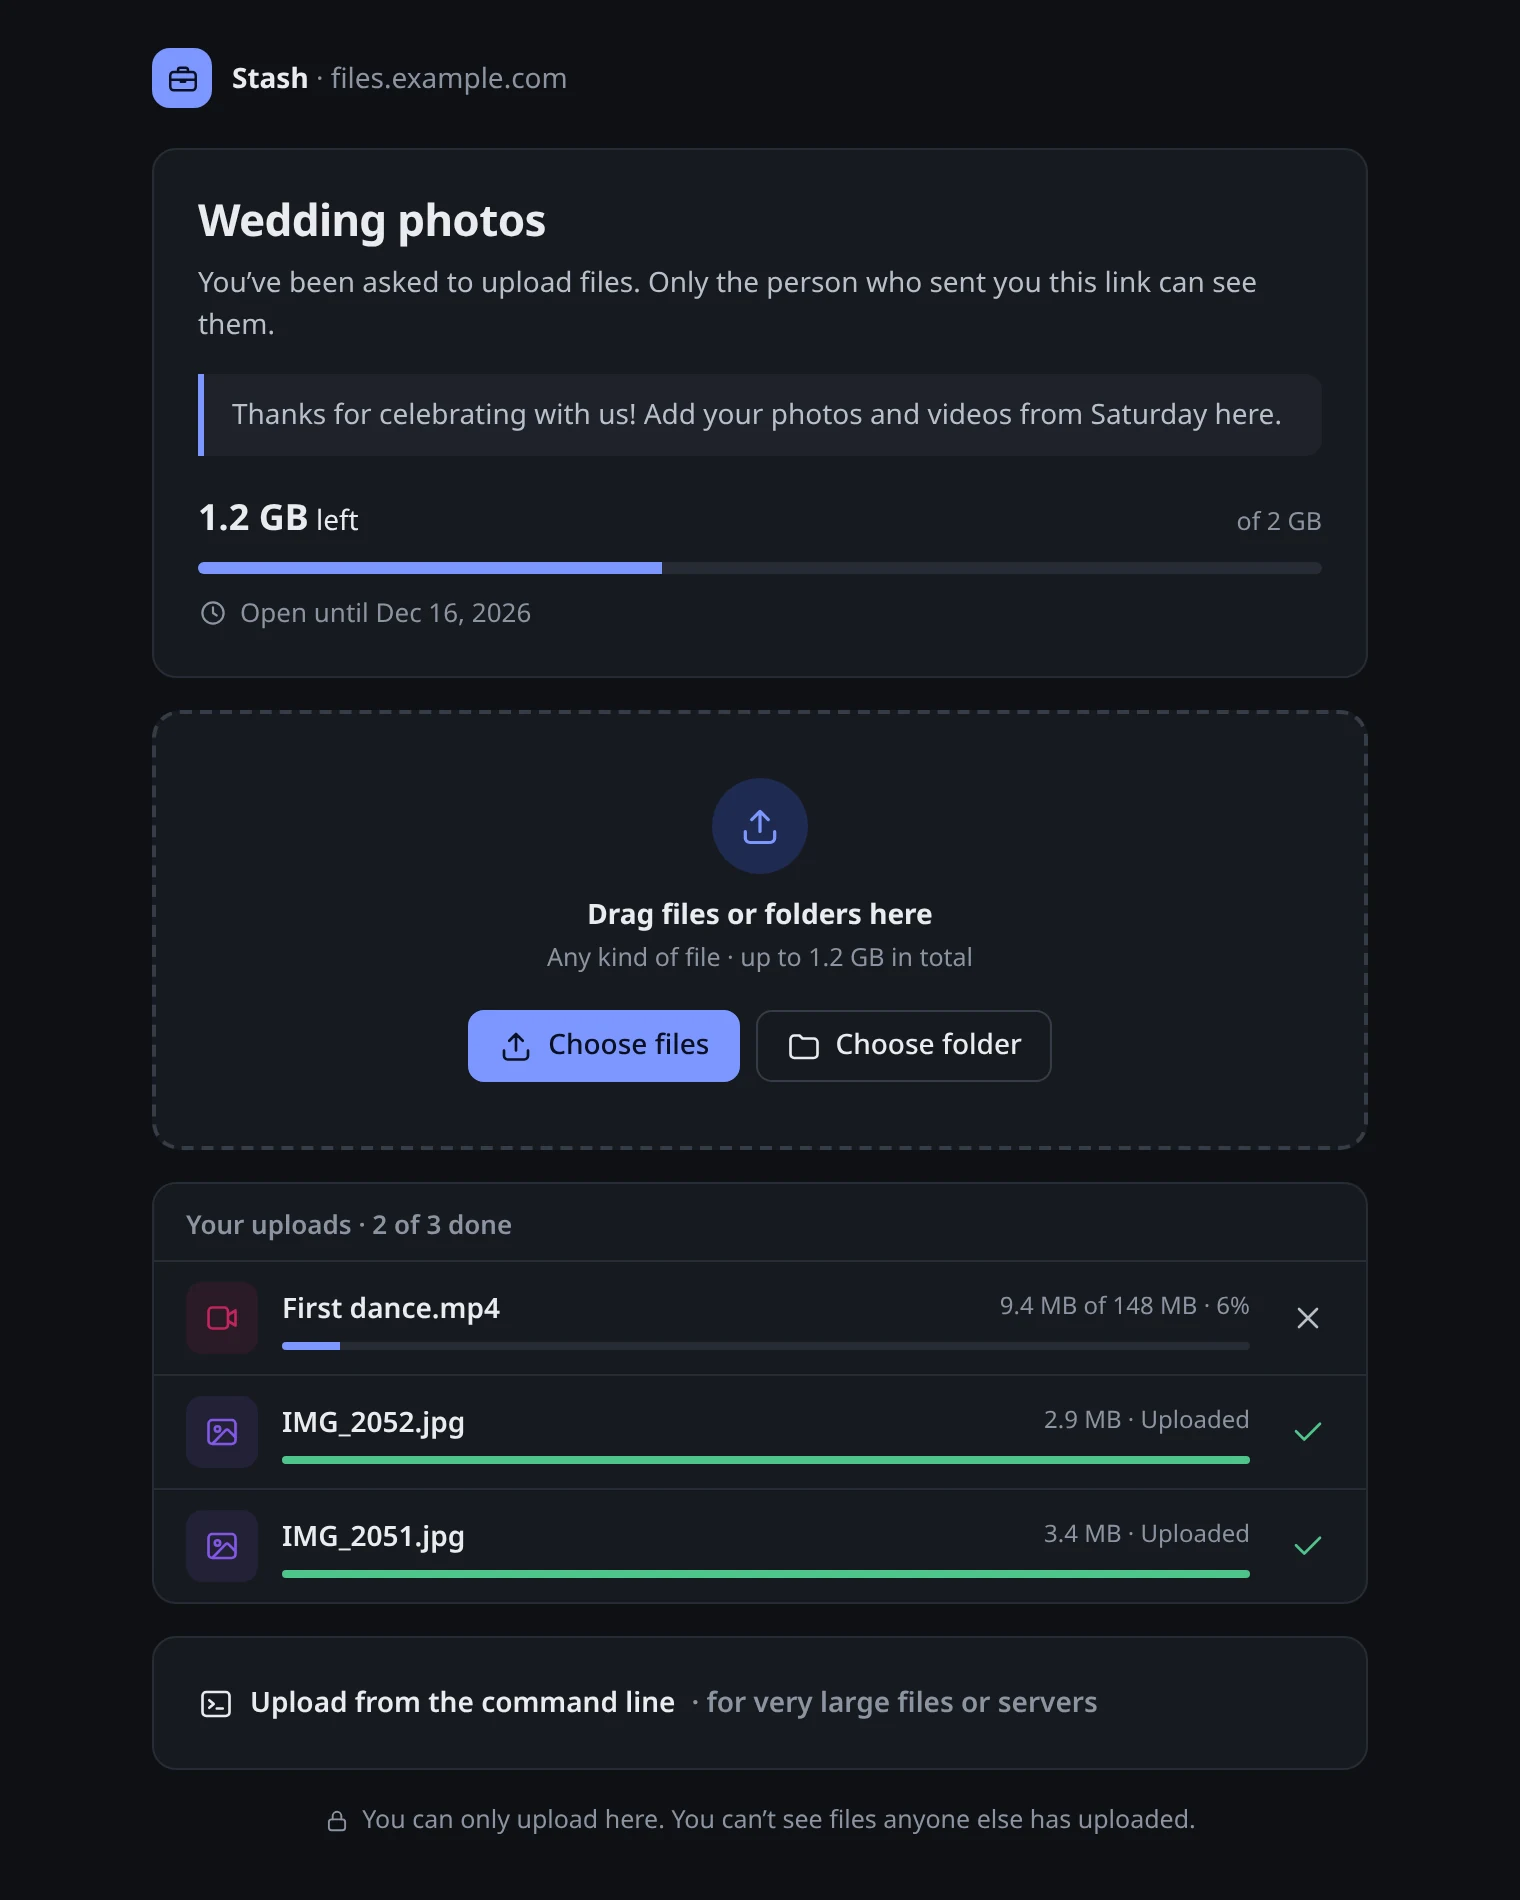 Stash · files.example.com
Wedding photos
You’ve been asked to upload files. Only the person who sent you this link can see
them.
Thanks for celebrating with us! Add your photos and videos from Saturday here.
1.2 GB left
of 2 GB
Open until Dec 16, 2026
Drag files or folders here
Any kind of file · up to 1.2 GB in total
Choose files
Choose folder
Your uploads · 2 of 3 done
First dance.mp4
9.4 MB of 148 MB · 6%
IMG_2052.jpg
2.9 MB · Uploaded
IMG_2051.jpg
3.4 MB · Uploaded
Upload from the command line · for very large files or servers
You can only upload here. You can’t see files anyone else has uploaded.